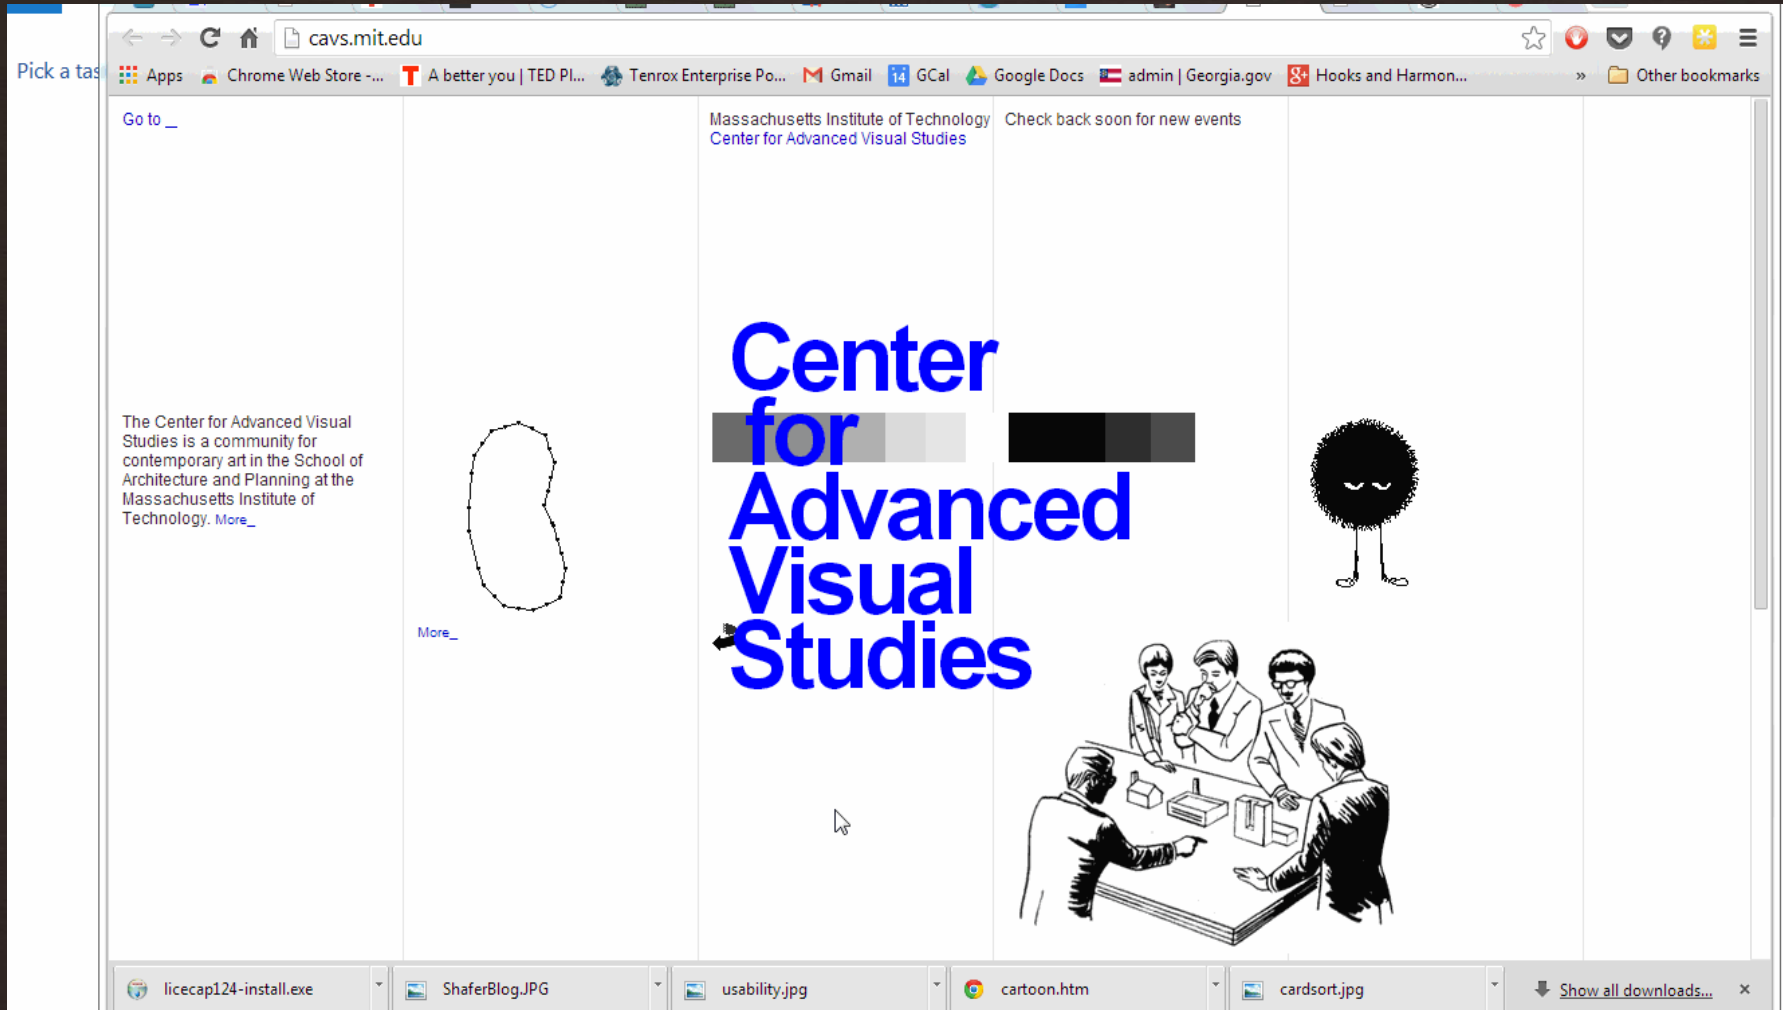 cavs.mit.edu
Pick a tas
Apps
Chrome Web Store -...
A better you | TED Pl...
Tenrox Enterprise Po...
Gmail
14
GCal
Google Docs
admin | Georgia.gov
Hooks and Harmon...
»
Other bookmarks
Go to _
Massachusetts Institute of Technology
Center for Advanced Visual Studies
Check back soon for new events
Center
for
Advanced
Visual
Studies
The Center for Advanced Visual
Studies is a community for
contemporary art in the School of
Architecture and Planning at the
Massachusetts Institute of
Technology. More_
More_
licecap124-install.exe
ShaferBlog.JPG
usability.jpg
cartoon.htm
cardsort.jpg
Show all downloads...